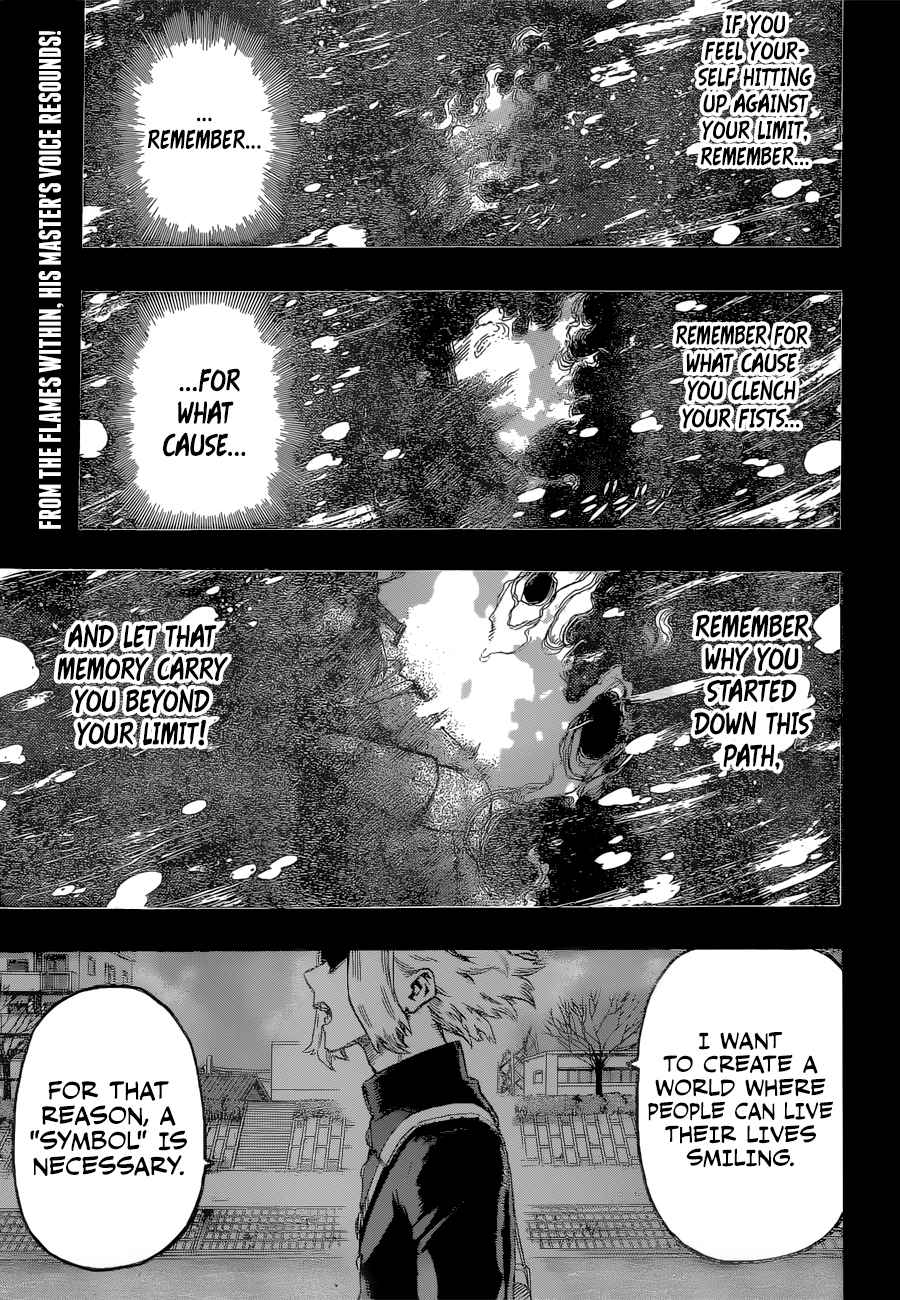 FROM THE FLAMES WITHIN, HIS MASTER'S VOICE RESOUNDS!
IF YOU
FEEL YOUR-
SELF HITTING
UP AGAINST
YOUR LIMIT,
REMEMBER...
...
REMEMBER...
REMEMBER FOR
WHAT CAUSE
YOU CLENCH
YOUR FISTS...
...FOR
WHAT
CAUSE...
REMEMBER
WHY YOU
STARTED
DOWN THIS
PATH,
AND LET THAT
MEMORY CARRY
YOU BEYOND
YOUR LIMIT!
I WANT
TO CREATE A
WORLD WHERE
PEOPLE CAN LIVE
THEIR LIVES
SMILING.
FOR THAT
REASON, A
"SYMBOL" IS
NECESSARY.